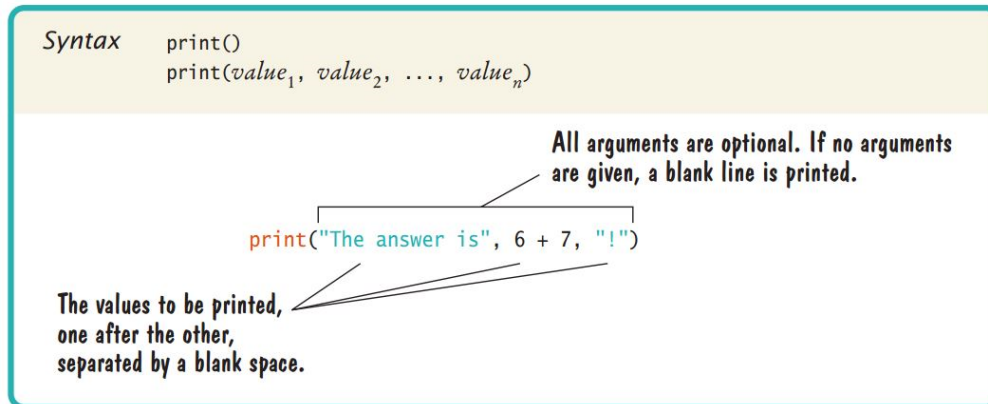 Syntax print()
print(value₁, value₂, ..., valueₙ)
All arguments are optional. If no arguments
are given, a blank line is printed.
print("The answer is", 6 + 7, "!")
The values to be printed,
one after the other,
separated by a blank space.